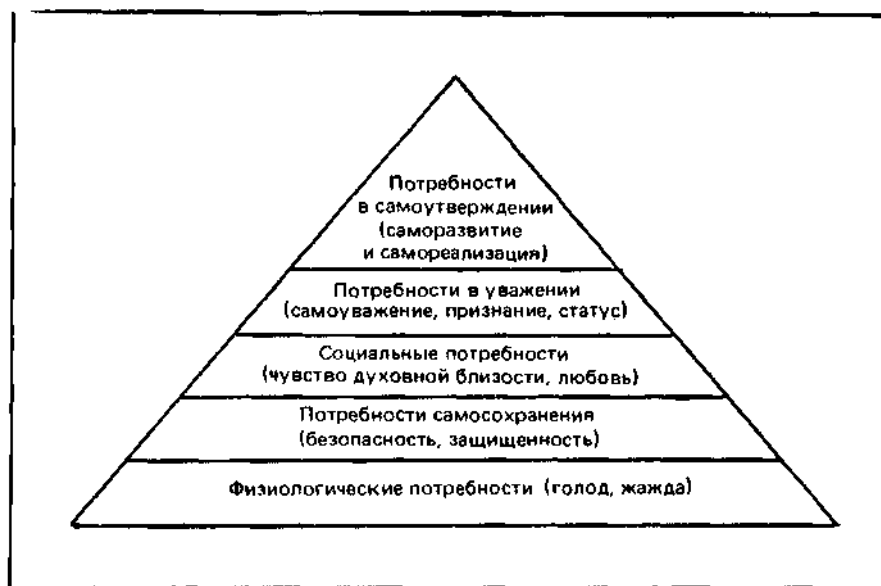 Потребности
в самоутверждении
(саморазвитие
и самореализация)
Потребности в уважении
(самоуважение, признание, статус)
Социальные потребности
(чувство духовной близости, любовь)
Потребности самосохранения
(безопасность, защищенность)
Физиологические потребности (голод, жажда)